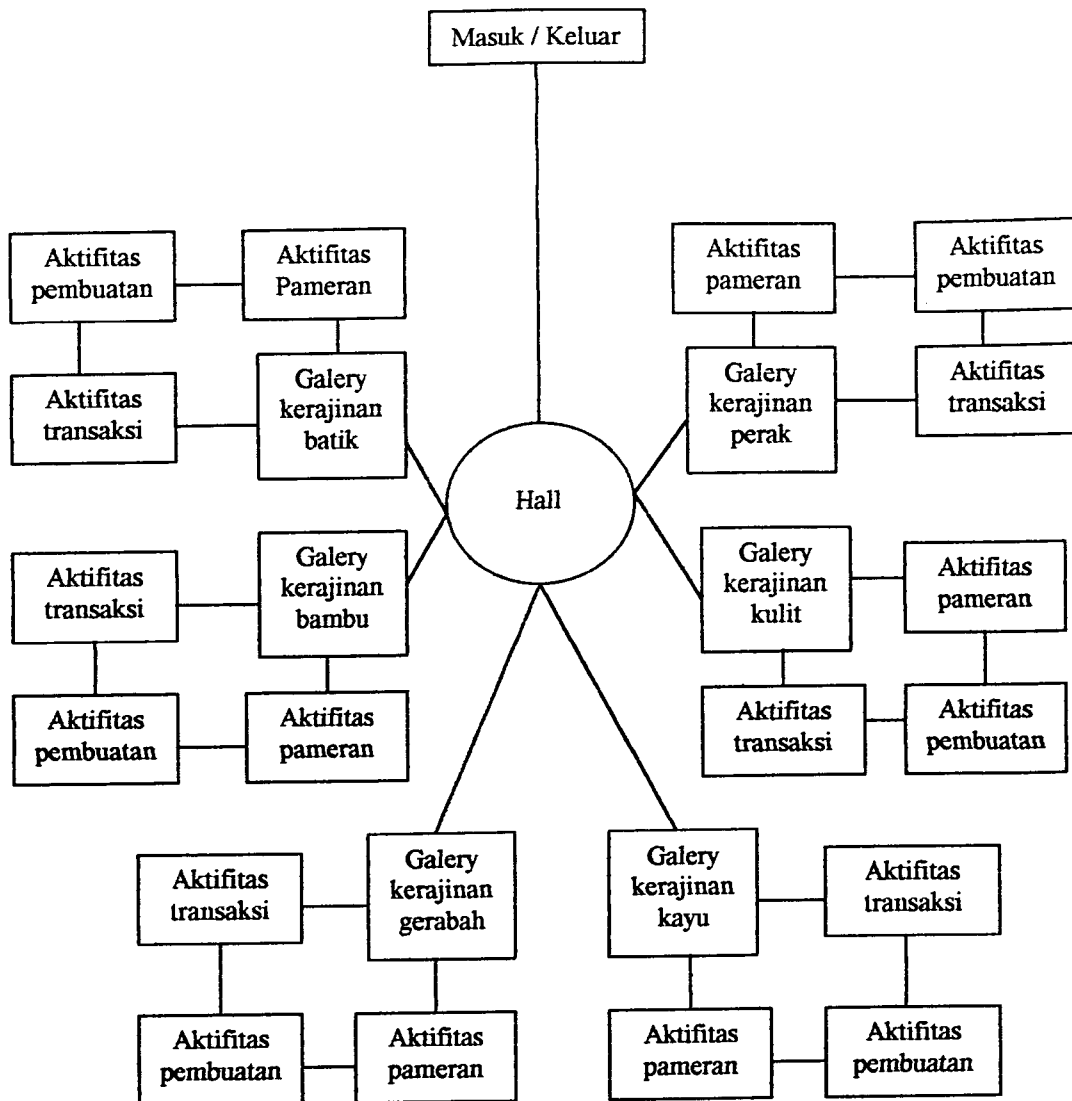 Masuk / Keluar
Aktifitas
pembuatan
Aktifitas
Pameran
Aktifitas
transaksi
Galery
kerajinan
batik
Aktifitas
pameran
Aktifitas
pembuatan
Galery
kerajinan
perak
Aktifitas
transaksi
Hall
Aktifitas
transaksi
Galery
kerajinan
bambu
Aktifitas
pembuatan
Aktifitas
pameran
Galery
kerajinan
kulit
Aktifitas
pameran
Aktifitas
transaksi
Aktifitas
pembuatan
Aktifitas
transaksi
Galery
kerajinan
gerabah
Aktifitas
pembuatan
Aktifitas
pameran
Galery
kerajinan
kayu
Aktifitas
transaksi
Aktifitas
pameran
Aktifitas
pembuatan